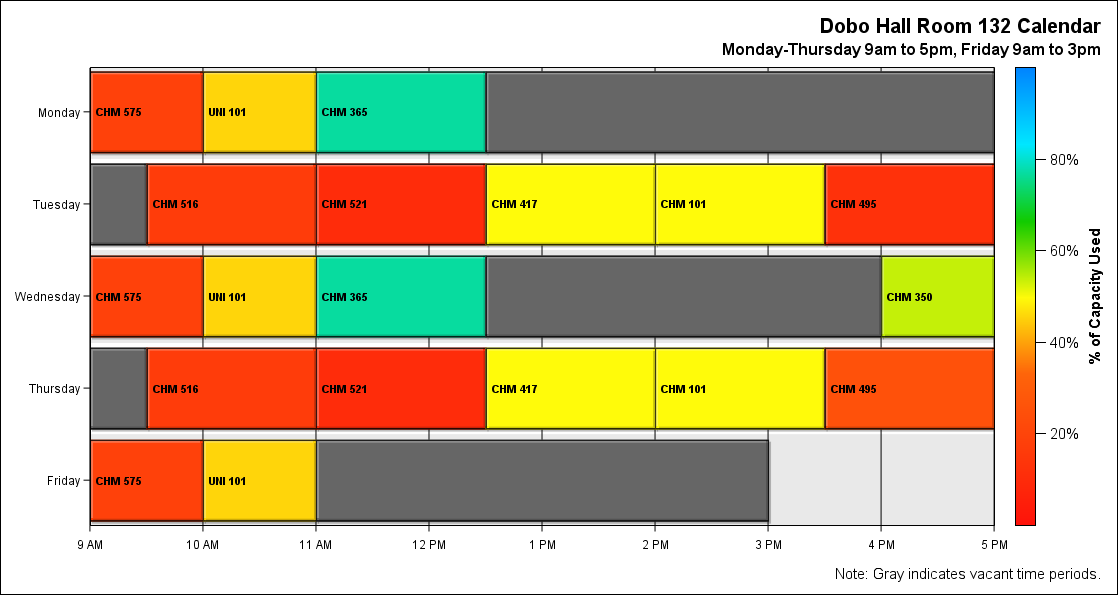 Dobo Hall Room 132 Calendar
Monday-Thursday 9am to 5pm, Friday 9am to 3pm
Monday
CHM 575
UNI 101
CHM 365
Tuesday
CHM 516
CHM 521
CHM 417
CHM 101
CHM 495
Wednesday
CHM 575
UNI 101
CHM 365
CHM 350
Thursday
CHM 516
CHM 521
CHM 417
CHM 101
CHM 495
Friday
CHM 575
UNI 101
9 AM
10 AM
11 AM
12 PM
1 PM
2 PM
3 PM
4 PM
5 PM
80%
60%
40%
20%
% of Capacity Used
Note: Gray indicates vacant time periods.